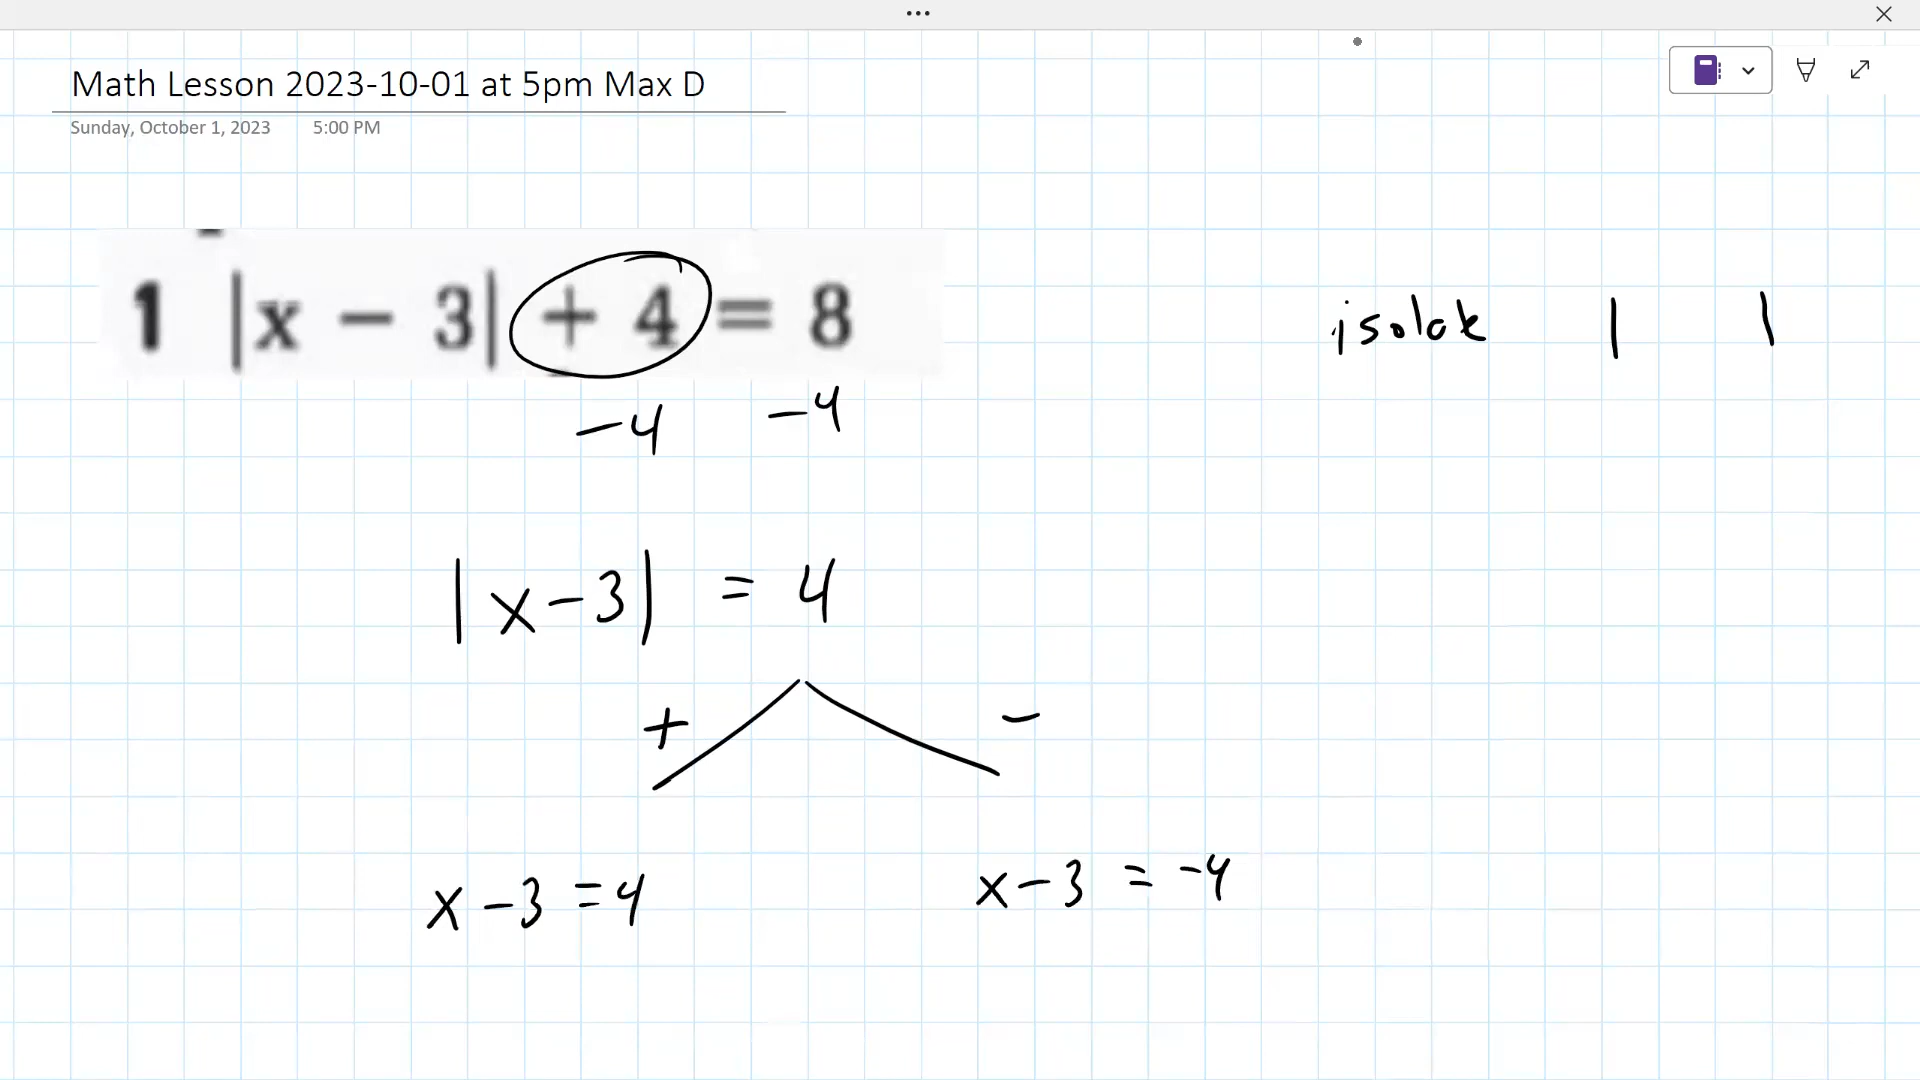 Math Lesson 2023-10-01 at 5pm Max D
Sunday, October 1, 2023 5:00 PM
1 |x − 3| + 4 = 8
isolate | |
−4 −4
|x−3| = 4
+ −
x−3 = 4 x−3 = −4